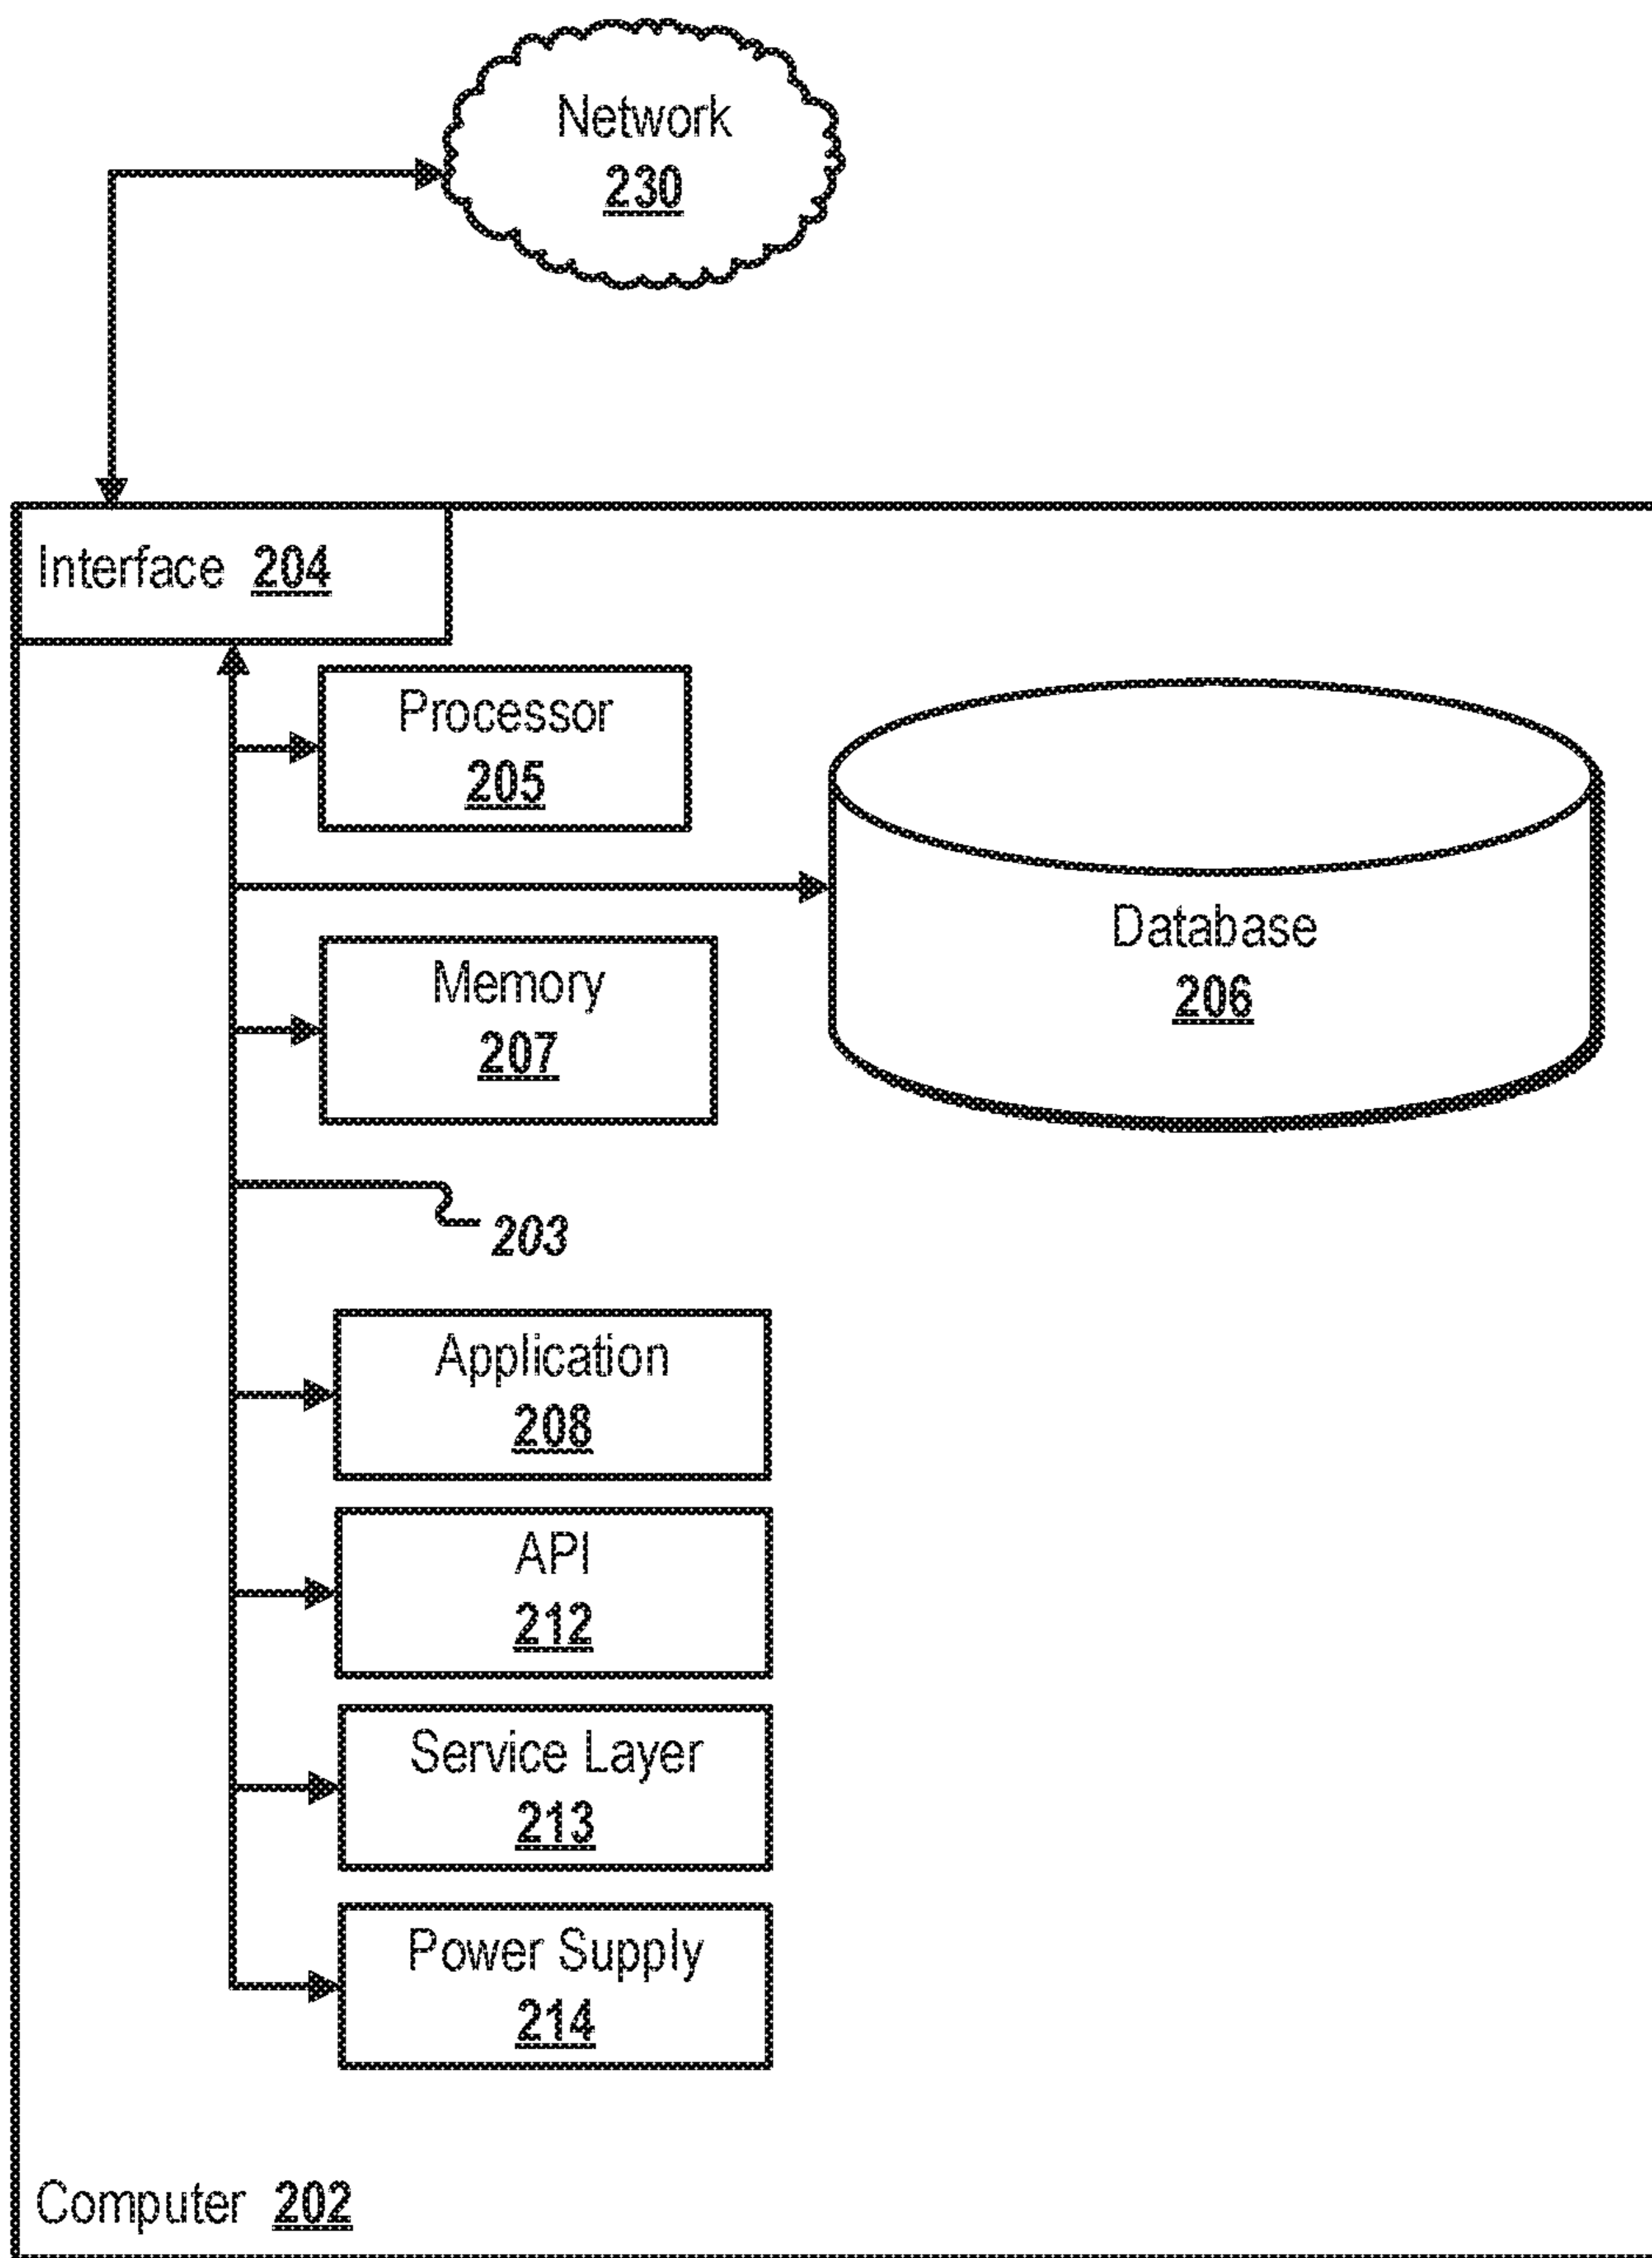 Network
230
Interface 204
Processor
205
Database
206
Memory
207
203
Application
208
API
212
Service Layer
213
Power Supply
214
Computer 202